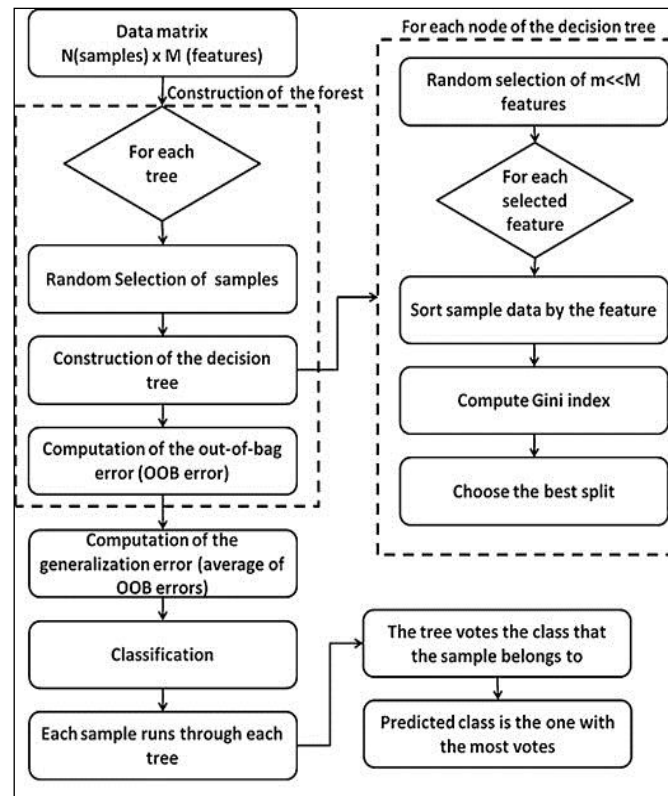 Data matrix
N(samples) x M (features)
Construction of the forest
For each
tree
Random Selection of samples
Construction of the decision
tree
Computation of the out-of-bag
error (OOB error)
Computation of the
generalization error (average of
OOB errors)
Classification
Each sample runs through each
tree
For each node of the decision tree
Random selection of m<<M
features
For each
selected
feature
Sort sample data by the feature
Compute Gini index
Choose the best split
The tree votes the class that
the sample belongs to
Predicted class is the one with
the most votes